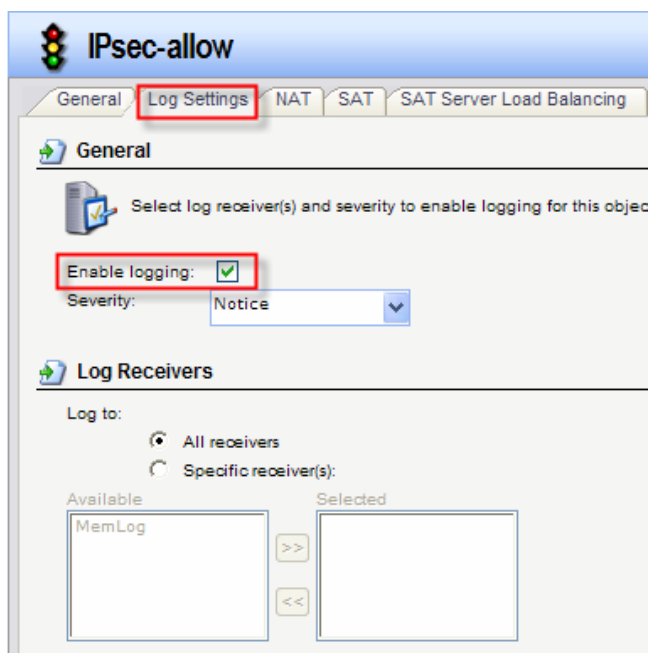 IPsec-allow
General Log Settings NAT SAT SAT Server Load Balancing
General
Select log receiver(s) and severity to enable logging for this objec
Enable logging:
Severity: Notice
Log Receivers
Log to:
All receivers
Specific receiver(s):
Available Selected
MemLog
>>
<<